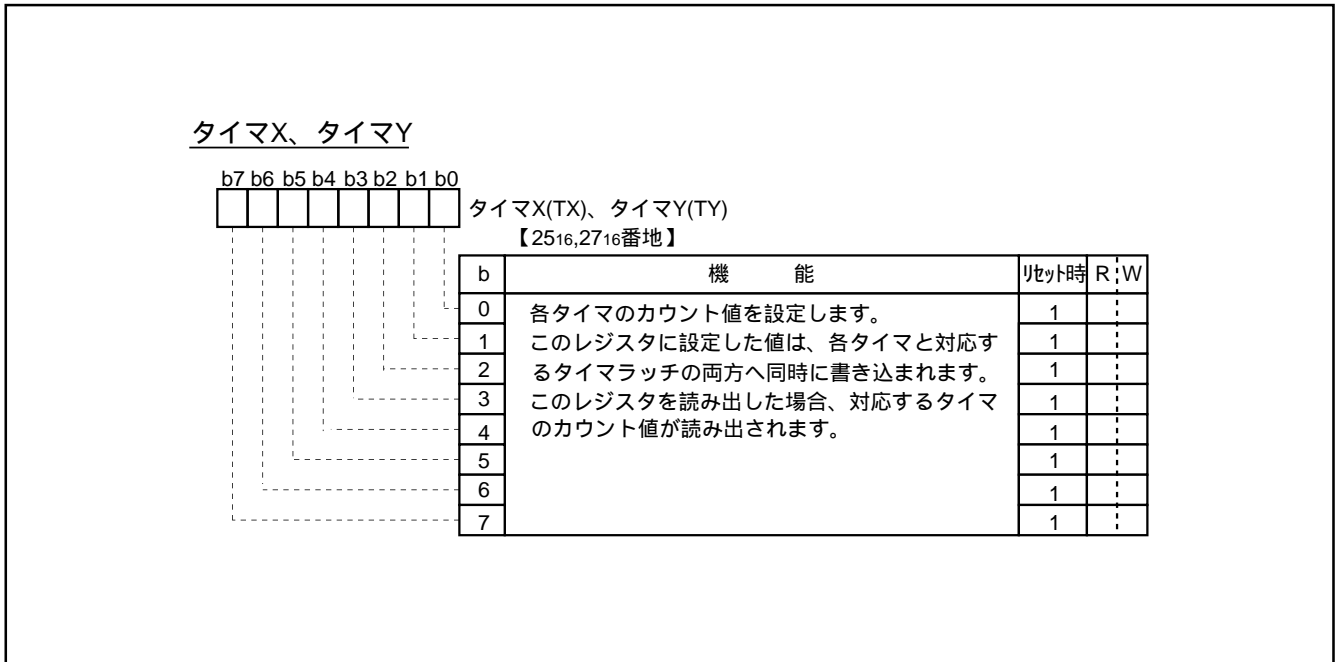 タイマX、タイマY
b7 b6 b5 b4 b3 b2 b1 b0
タイマX(TX)、タイマY(TY)
【2516,2716番地】
b 機 能 リセット時 R W
0 各タイマのカウント値を設定します。 1
1 このレジスタに設定した値は、各タイマと対応す 1
2 るタイマラッチの両方へ同時に書き込まれます。 1
3 このレジスタを読み出した場合、対応するタイマ 1
4 のカウント値が読み出されます。 1
5 1
6 1
7 1